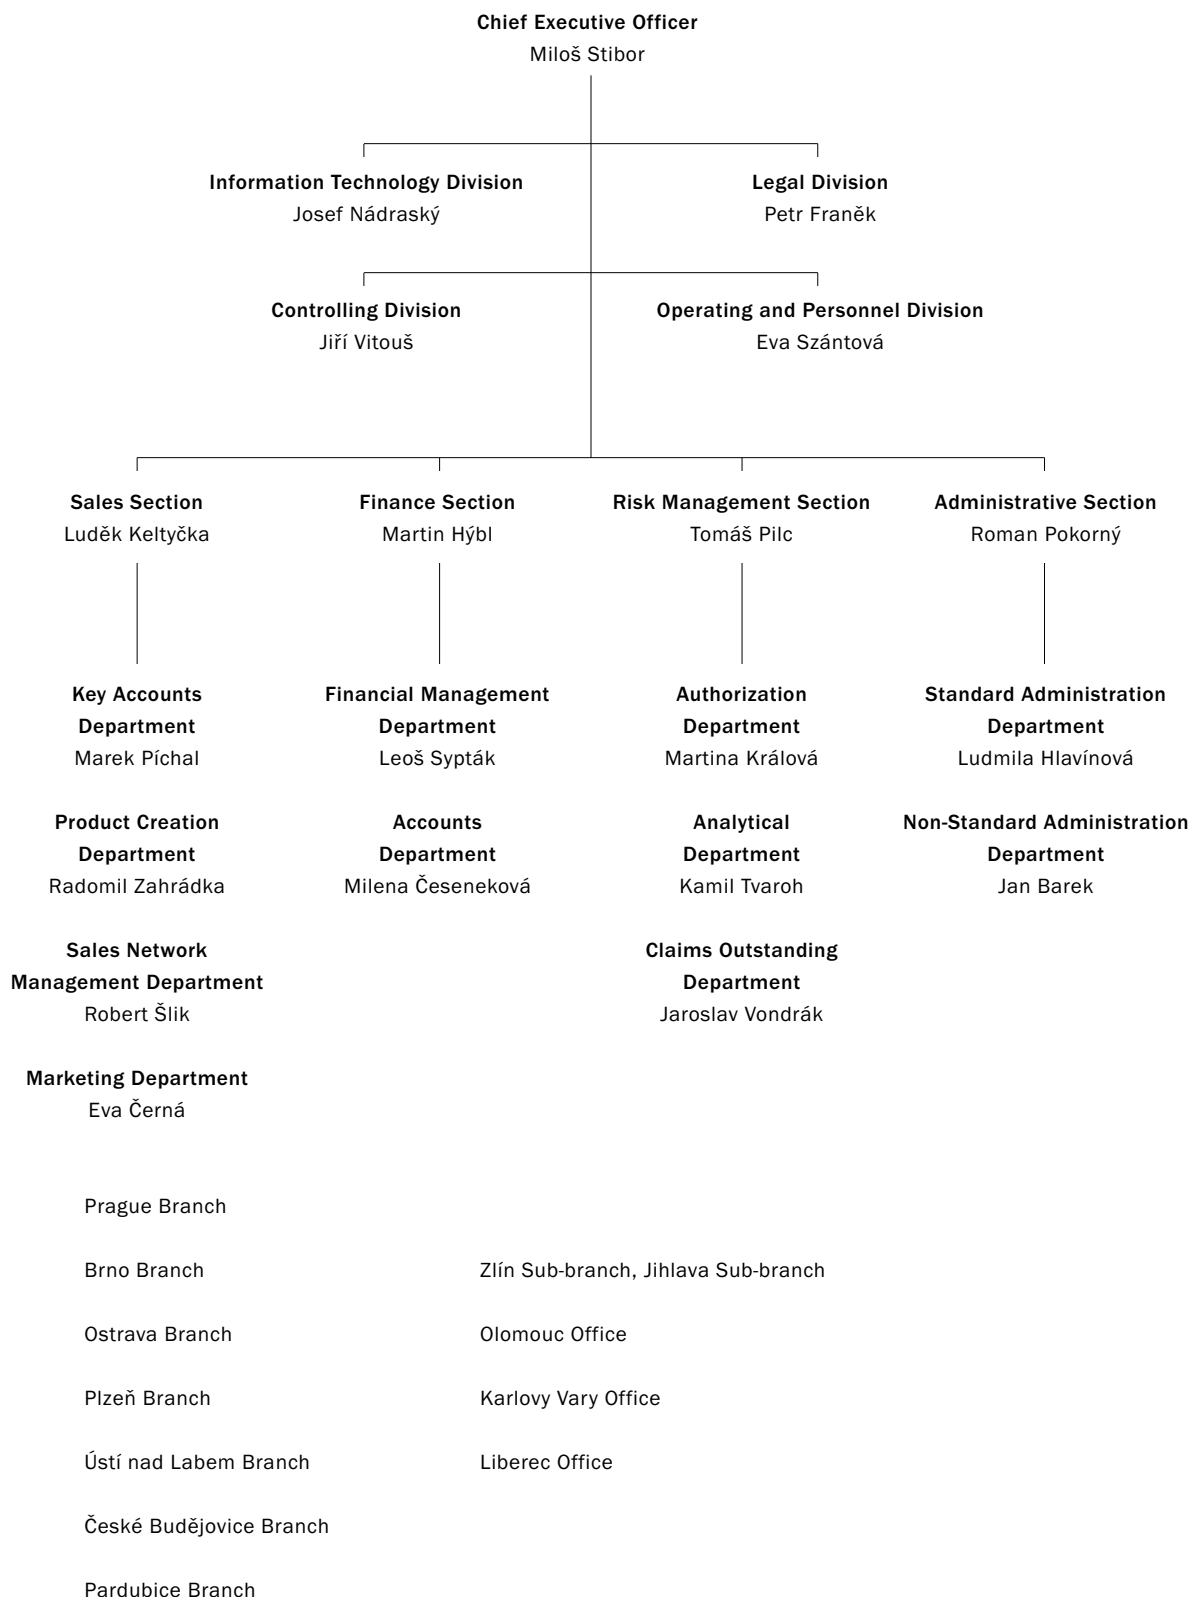 Chief Executive Officer
Miloš Stibor
Information Technology Division
Josef Nádraský
Legal Division
Petr Franěk
Controlling Division
Jiří Vitouš
Operating and Personnel Division
Eva Szántová
Sales Section
Luděk Keltyčka
Finance Section
Martin Hýbl
Risk Management Section
Tomáš Pilc
Administrative Section
Roman Pokorný
Key Accounts
Department
Marek Píchal
Financial Management
Department
Leoš Sypták
Authorization
Department
Martina Králová
Standard Administration
Department
Ludmila Hlavínová
Product Creation
Department
Radomil Zahrádka
Accounts
Department
Milena Česeneková
Analytical
Department
Kamil Tvaroh
Non-Standard Administration
Department
Jan Barek
Sales Network
Management Department
Robert Šlik
Claims Outstanding
Department
Jaroslav Vondrák
Marketing Department
Eva Černá
Prague Branch
Brno Branch
Zlín Sub-branch, Jihlava Sub-branch
Ostrava Branch
Olomouc Office
Plzeň Branch
Karlovy Vary Office
Ústí nad Labem Branch
Liberec Office
České Budějovice Branch
Pardubice Branch